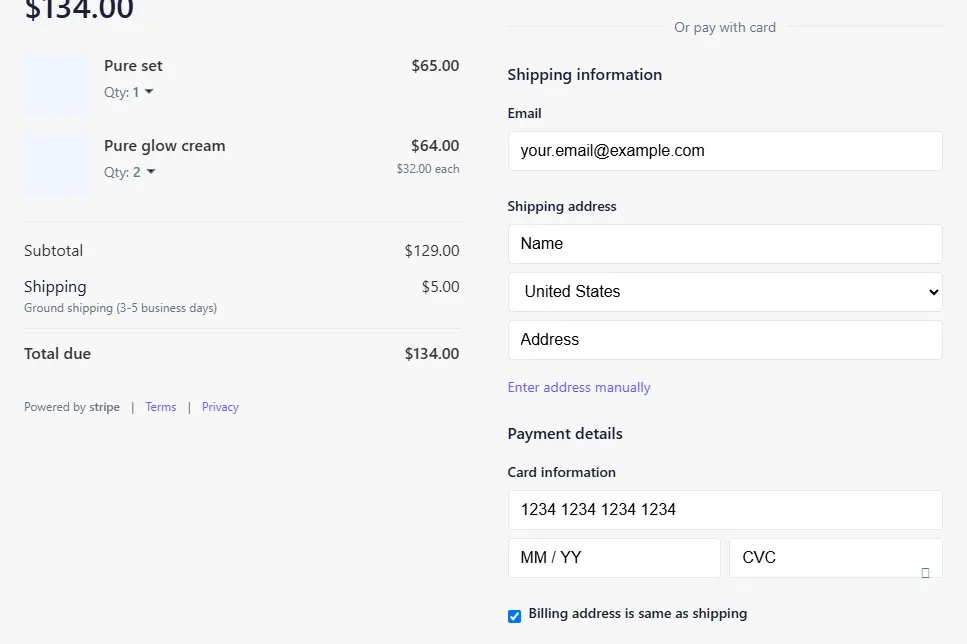 $134.00
Pure set $65.00
Qty: 1
Pure glow cream $64.00
Qty: 2 $32.00 each
Subtotal $129.00
Shipping $5.00
Ground shipping (3-5 business days)
Total due $134.00
Powered by stripe | Terms | Privacy
Or pay with card
Shipping information
Email
your.email@example.com
Shipping address
Name
United States
Address
Enter address manually
Payment details
Card information
1234 1234 1234 1234
MM / YY CVC
Billing address is same as shipping